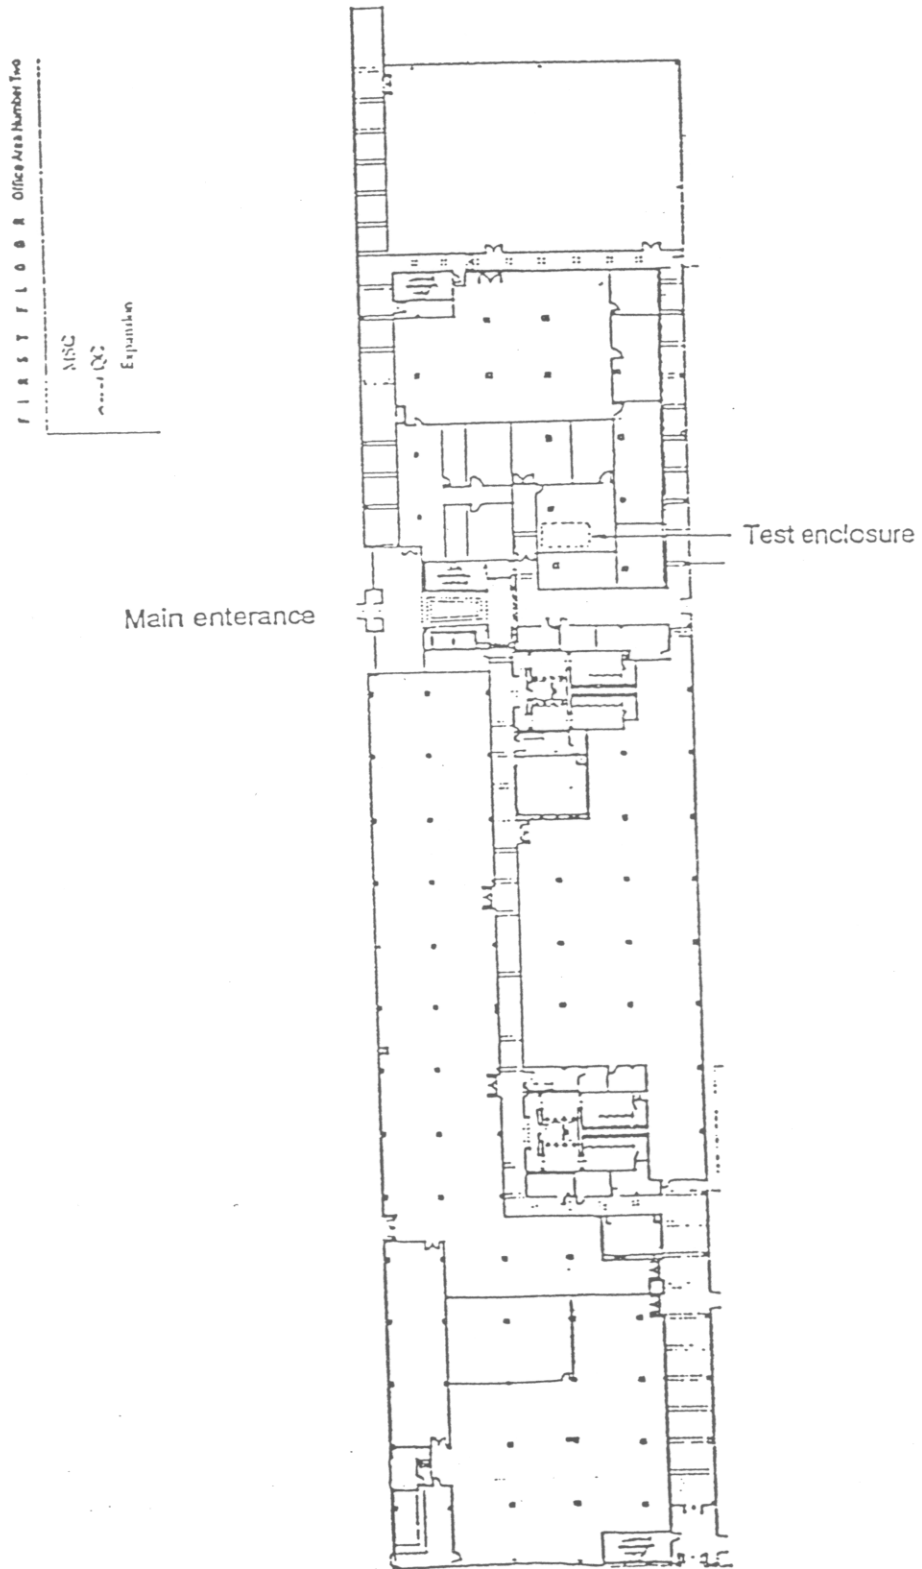 FIRST FLOOR Office Area Number Two
MSC
QC
Expansion
Test enclosure
Main enterance